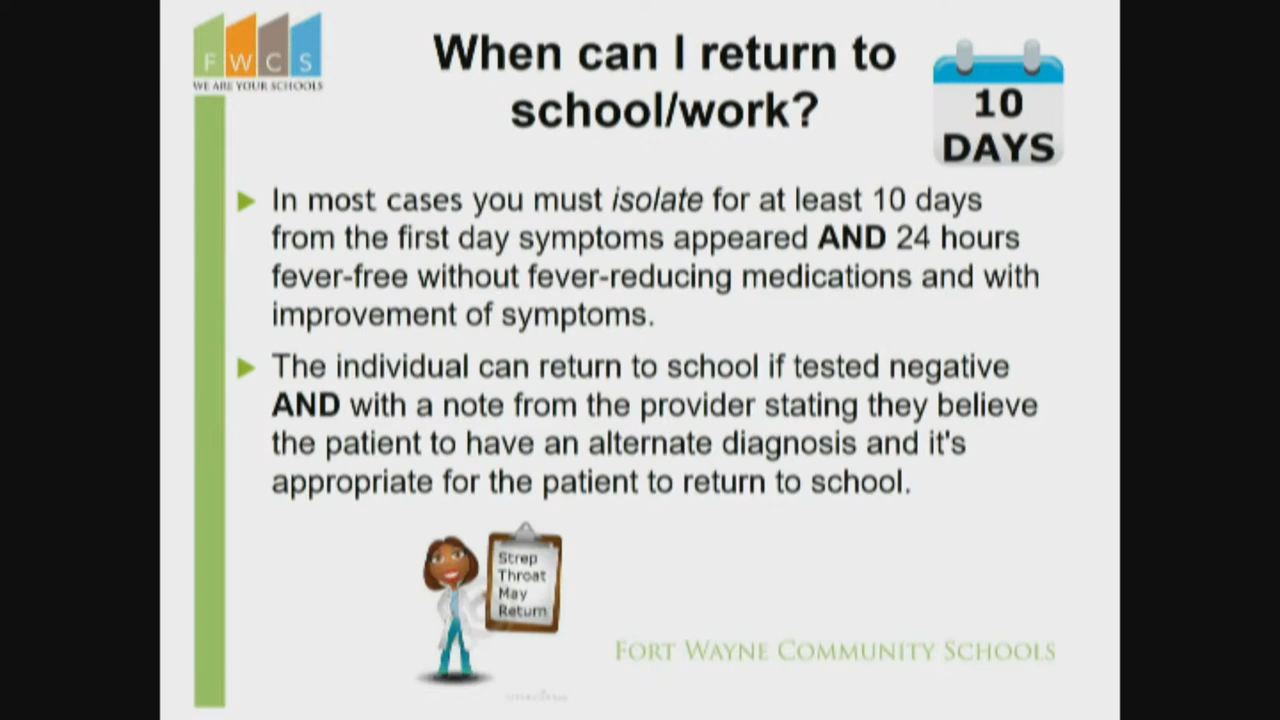 FWCS
WE ARE YOUR SCHOOLS
When can I return to
school/work?
10
DAYS
In most cases you must isolate for at least 10 days
from the first day symptoms appeared AND 24 hours
fever-free without fever-reducing medications and with
improvement of symptoms.
The individual can return to school if tested negative
AND with a note from the provider stating they believe
the patient to have an alternate diagnosis and it's
appropriate for the patient to return to school.
Strep
Throat
May
Return
FORT WAYNE COMMUNITY SCHOOLS